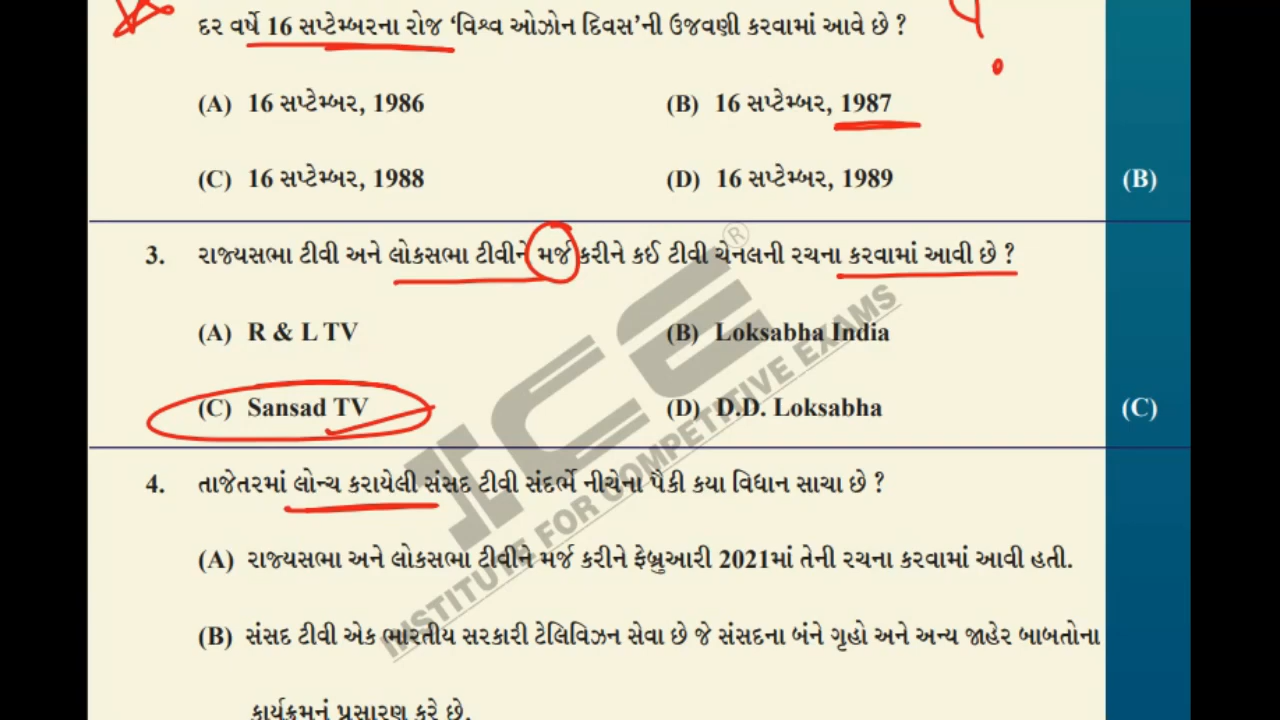 દર વર્ષે 16 સપ્ટેમ્બરના રોજ ‘વિશ્વ ઓઝોન દિવસ’ની ઉજવણી કરવામાં આવે છે ?
(A) 16 સપ્ટેમ્બર, 1986 (B) 16 સપ્ટેમ્બર, 1987
(C) 16 સપ્ટેમ્બર, 1988 (D) 16 સપ્ટેમ્બર, 1989 (B)
3. રાજ્યસભા ટીવી અને લોકસભા ટીવીને મર્જ કરીને કઈ ટીવી ચેનલની રચના કરવામાં આવી છે ?
(A) R & L TV (B) Loksabha India
(C) Sansad TV (D) D.D. Loksabha (C)
4. તાજેતરમાં લોન્ચ કરાયેલી સંસદ ટીવી સંદર્ભે નીચેના પૈકી કયા વિધાન સાચા છે ?
(A) રાજ્યસભા અને લોકસભા ટીવીને મર્જ કરીને ફેબ્રુઆરી 2021માં તેની રચના કરવામાં આવી હતી.
(B) સંસદ ટીવી એક ભારતીય સરકારી ટેલિવિઝન સેવા છે જે સંસદના બંને ગૃહો અને અન્ય જાહેર બાબતોના
કાર્યક્રમનું પ્રસારણ કરે છે.
ICE ®
INSTITUTE FOR COMPETITIVE EXAMS